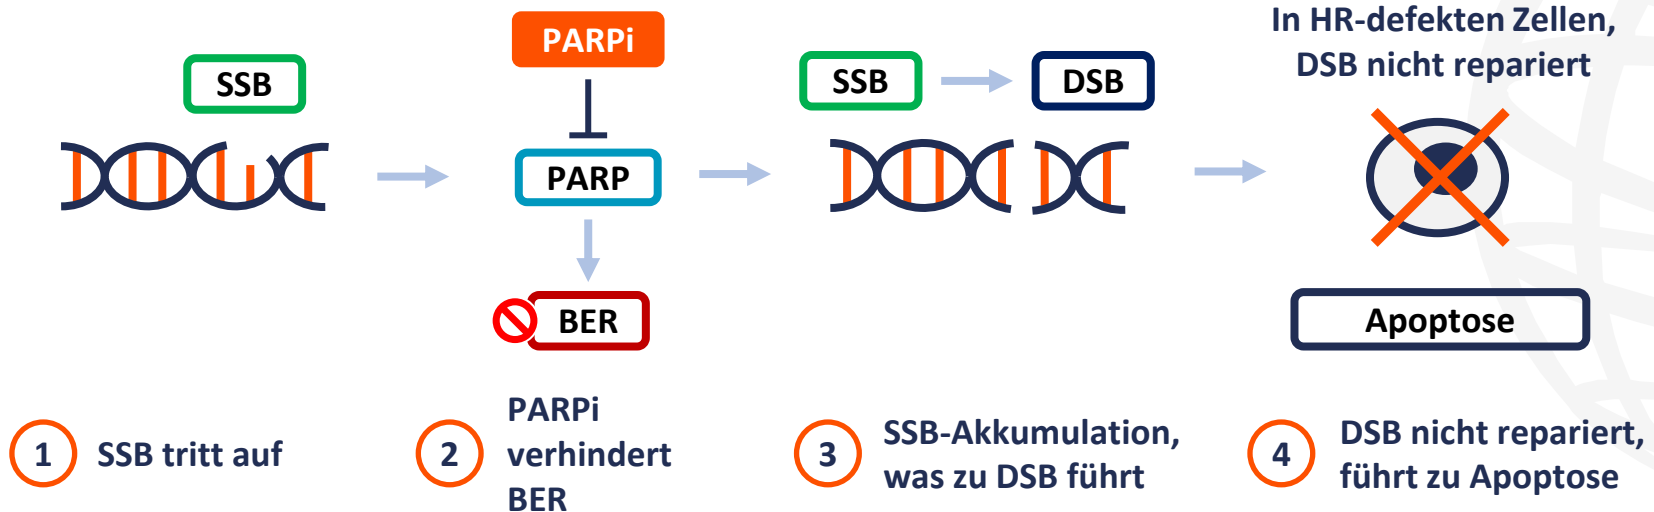 SSB
PARPi
PARP
BER
SSB
DSB
In HR-defekten Zellen,
DSB nicht repariert
Apoptose
1
SSB tritt auf
2
PARPi
verhindert
BER
3
SSB-Akkumulation,
was zu DSB führt
4
DSB nicht repariert,
führt zu Apoptose